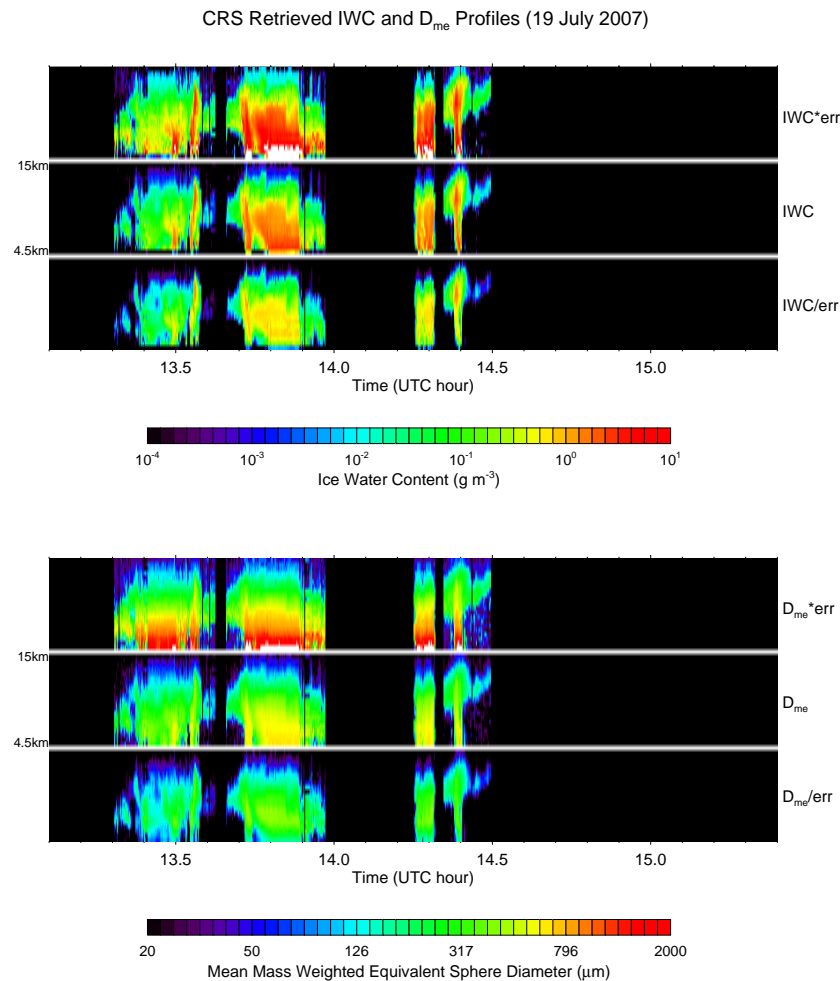 CRS Retrieved IWC and Dme Profiles (19 July 2007)
IWC*err
15km
IWC
4.5km
IWC/err
13.5 14.0 14.5 15.0
Time (UTC hour)
10-4 10-3 10-2 10-1 100 101
Ice Water Content (g m-3)
Dme*err
15km
Dme
4.5km
Dme/err
13.5 14.0 14.5 15.0
Time (UTC hour)
20 50 126 317 796 2000
Mean Mass Weighted Equivalent Sphere Diameter (μm)